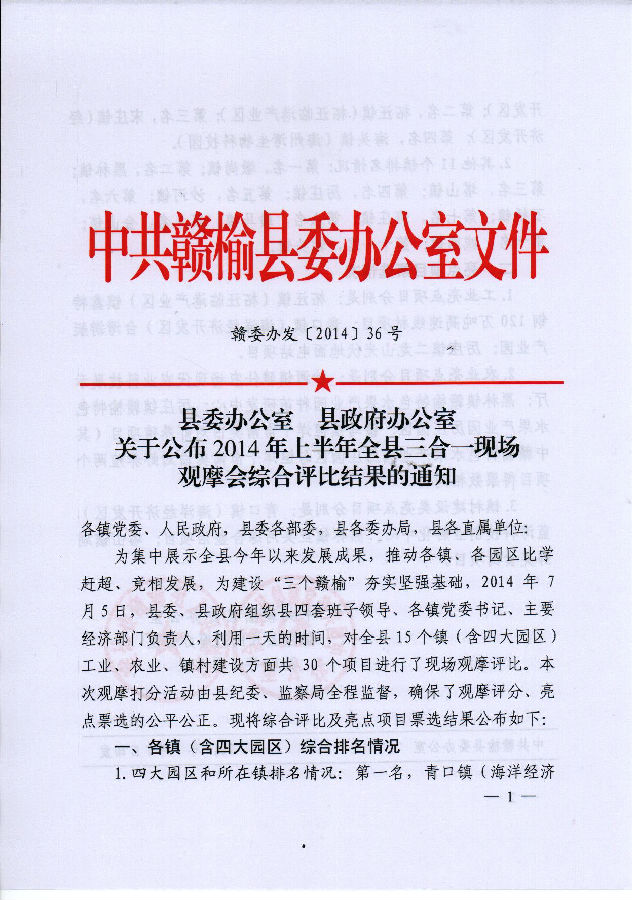 中共赣榆县委办公室文件
赣委办发〔2014〕36号
县委办公室　县政府办公室
关于公布2014年上半年全县三合一现场
观摩会综合评比结果的通知
各镇党委、人民政府，县委各部委，县各委办局，县各直属单位：
为集中展示全县今年以来发展成果，推动各镇、各园区比学
赶超、竞相发展，为建设“三个赣榆”夯实坚强基础，2014 年 7
月5日，县委、县政府组织县四套班子领导、各镇党委书记、主要
经济部门负责人，利用一天的时间，对全县15个镇（含四大园区）
工业、农业、镇村建设方面共 30 个项目进行了现场观摩评比。本
次观摩打分活动由县纪委、监察局全程监督，确保了观摩评分、亮
点票选的公平公正。现将综合评比及亮点项目票选结果公布如下：
一、各镇（含四大园区）综合排名情况
1.四大园区和所在镇排名情况：第一名，青口镇（海洋经济
— 1 —